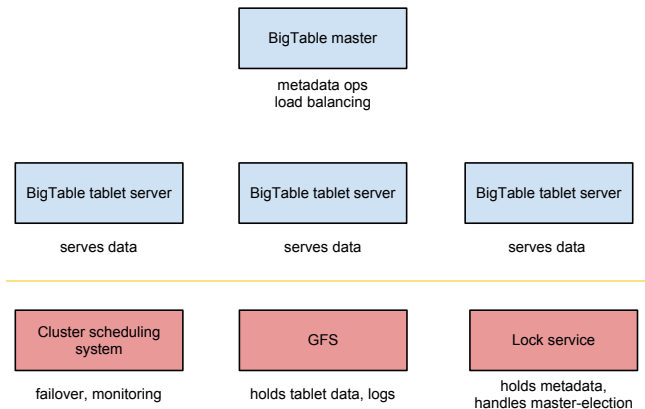 BigTable master
metadata ops
load balancing
BigTable tablet server
BigTable tablet server
BigTable tablet server
serves data
serves data
serves data
Cluster scheduling
system
GFS
Lock service
failover, monitoring
holds tablet data, logs
holds metadata,
handles master-election